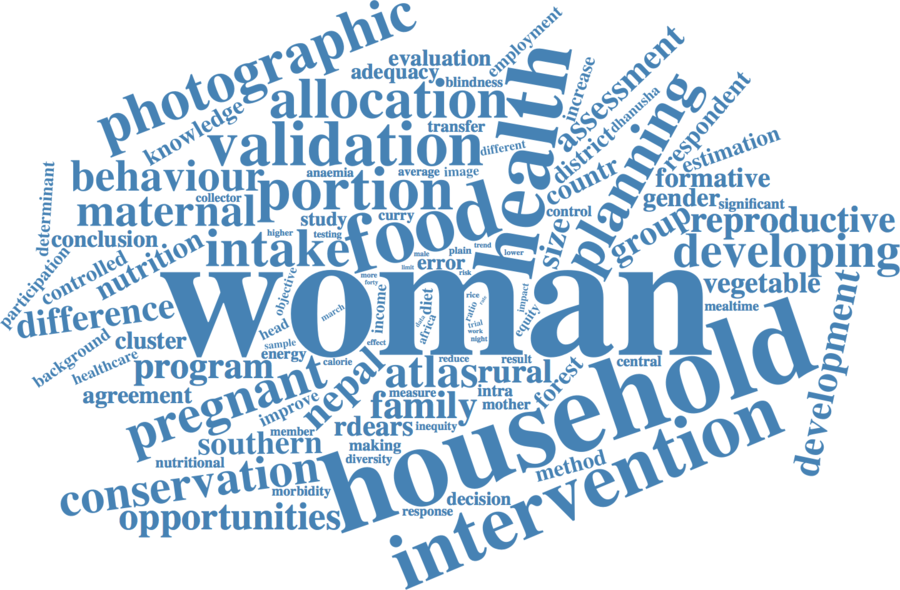 photographic
employment
evaluation
adequacy
blindness
health
increase
assessment
knowledge
allocation
transfer
validation
different
dhanusha
district
planning
respondent
estimation
determinant
behaviour
collector
anaemia
average
image
portion
countr
formative
gender
significant
maternal
study
curry
testing
food
control
size
group
reproductive
conclusion
nutrition
intake
higher
male
plain
trend
lower
error
limit
risk
developing
participation
controlled
woman
objective
more
forty
income
diet
data
africa
rice
ratio
trial
work
night
impact
equity
vegetable
mealtime
difference
march
head
sample
effect
background
cluster
healthcare
energy
calorie
nepal
reduce
result
central
program
atlas
rural
forest
household
development
agreement
pregnant
improve
measure
intra
family
mother
rdears
inequity
member
southern
making
nutritional
diversity
method
intervention
conservation
morbidity
decision
opportunities
response